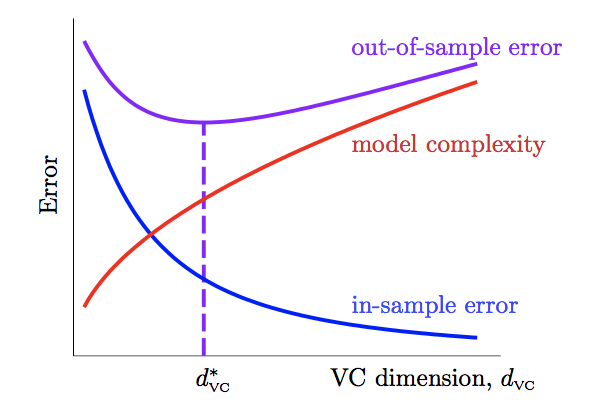 out-of-sample error
model complexity
in-sample error
Error
d*VC
VC dimension, dVC